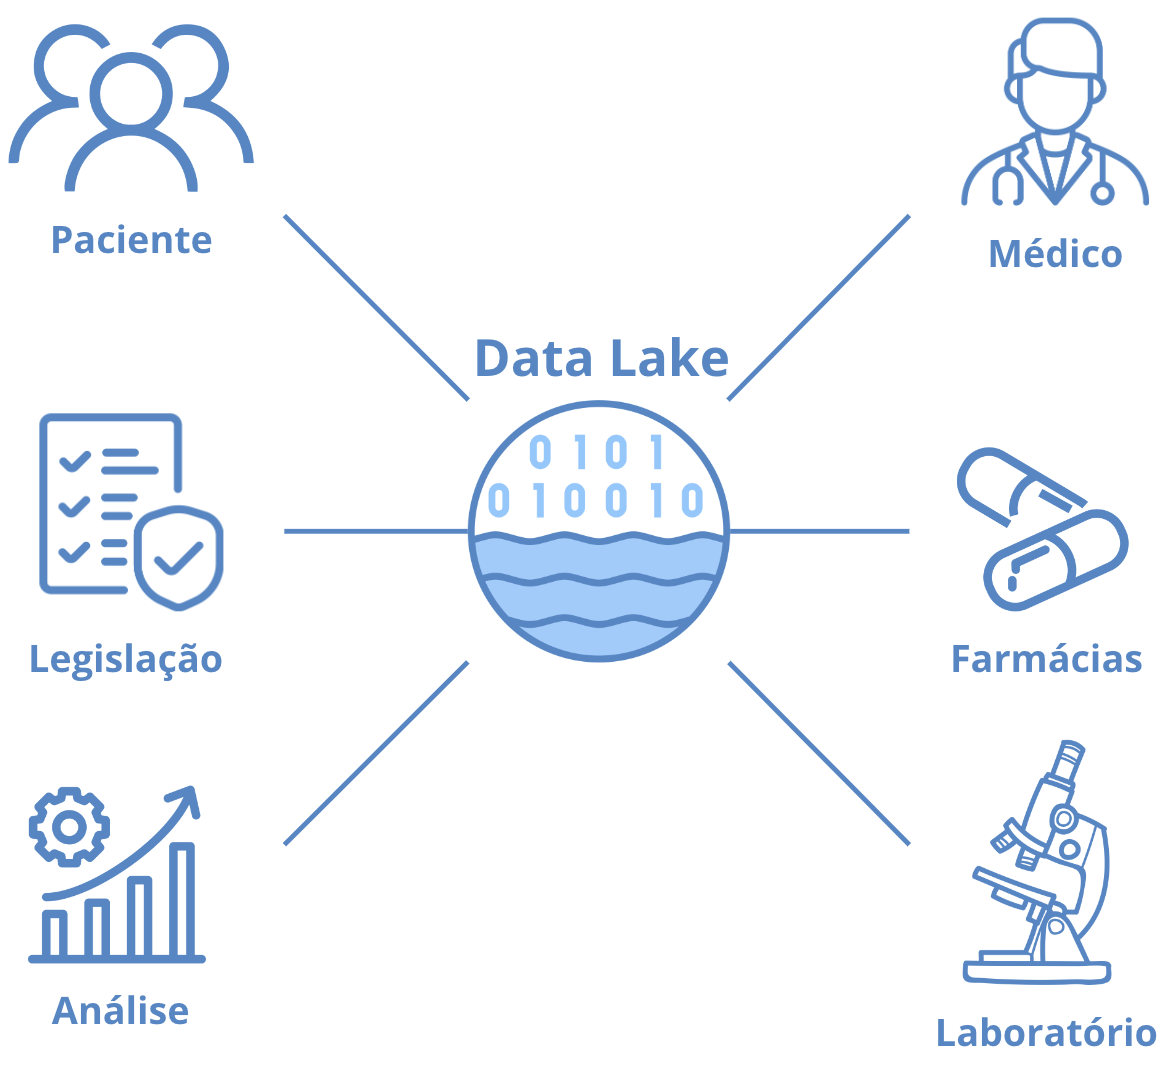 Paciente
Médico
Data Lake
0 1 0 1
0 1 0 0 1 0
Legislação
Farmácias
Análise
Laboratório